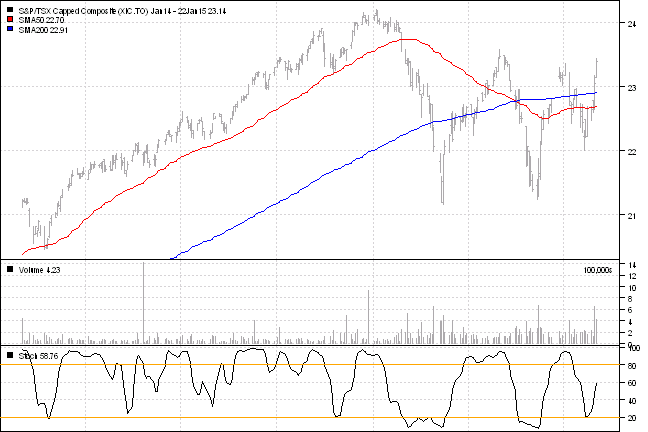 S&P/TSX Capped Composite (XIC.TO) Jan14 - 22Jan15 23.14
SMA50 22.70
SMA200 22.91
24
23
22
21
Volume 4.23
100,000s
14
12
10
8
6
4
2
0
Stoch 58.76
100
80
60
40
20